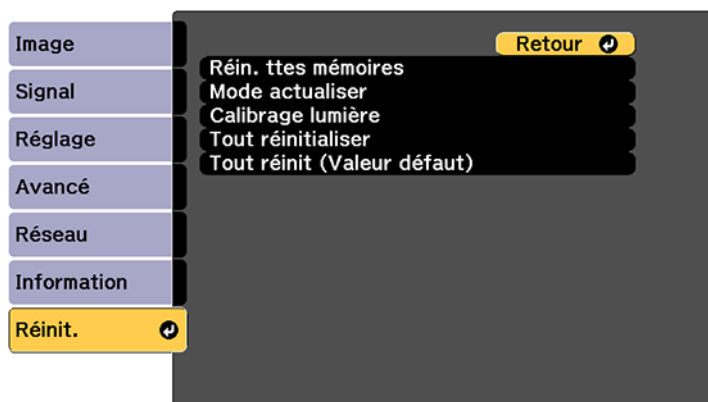 Image
Signal
Réglage
Avancé
Réseau
Information
Réinit.
Retour
Réin. ttes mémoires
Mode actualiser
Calibrage lumière
Tout réinitialiser
Tout réinit (Valeur défaut)